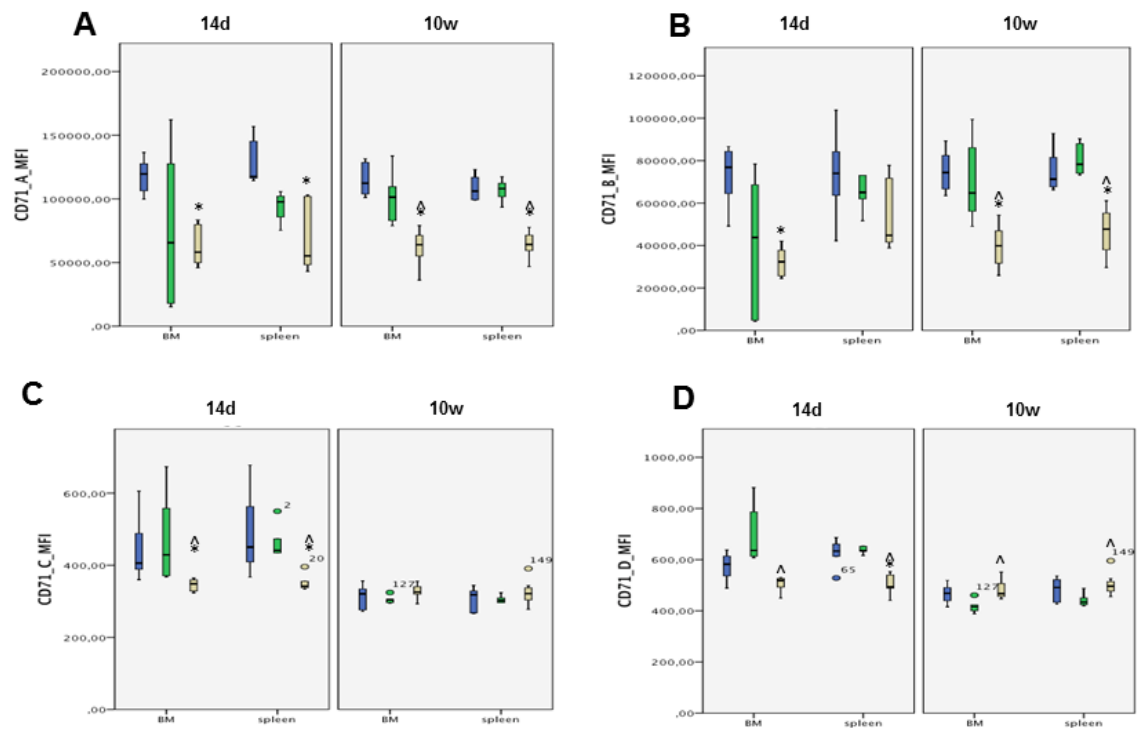 A
14d
10w
CD71_A_MFI
200000,00
150000,00
100000,00
50000,00
,00
*
*
^
*
^
*
BM
spleen
BM
spleen
B
14d
10w
CD71_B_MFI
120000,00
100000,00
80000,00
60000,00
40000,00
20000,00
,00
*
^
*
^
*
BM
spleen
BM
spleen
C
14d
10w
CD71_C_MFI
600,00
400,00
200,00
,00
^
*
2
^
*
20
127
149
BM
spleen
BM
spleen
D
14d
10w
CD71_D_MFI
1000,00
800,00
600,00
400,00
200,00
,00
^
65
^
*
127
^
^
149
BM
spleen
BM
spleen